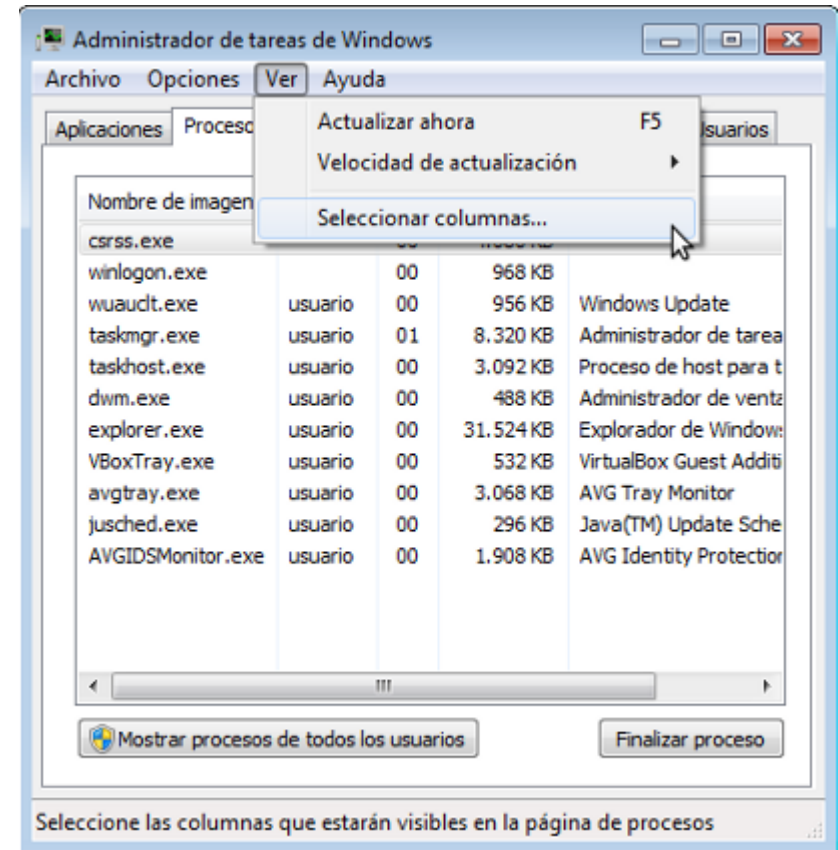 Administrador de tareas de Windows
Archivo Opciones Ver Ayuda
Actualizar ahora F5
Velocidad de actualización
Seleccionar columnas...
Aplicaciones
Nombre de imagen
csrss.exe
winlogon.exe 00 968 KB
wuauclt.exe usuario 00 956 KB Windows Update
taskmgr.exe usuario 01 8.320 KB Administrador de tarea
taskhost.exe usuario 00 3.092 KB Proceso de host para t
dwm.exe usuario 00 488 KB Administrador de venta
explorer.exe usuario 00 31.524 KB Explorador de Window
VBoxTray.exe usuario 00 532 KB VirtualBox Guest Additi
avgtray.exe usuario 00 3.068 KB AVG Tray Monitor
jusched.exe usuario 00 296 KB Java(TM) Update Sche
AVGIDSMonitor.exe usuario 00 1.908 KB AVG Identity Protection
Mostrar procesos de todos los usuarios Finalizar proceso
Seleccione las columnas que estarán visibles en la página de procesos